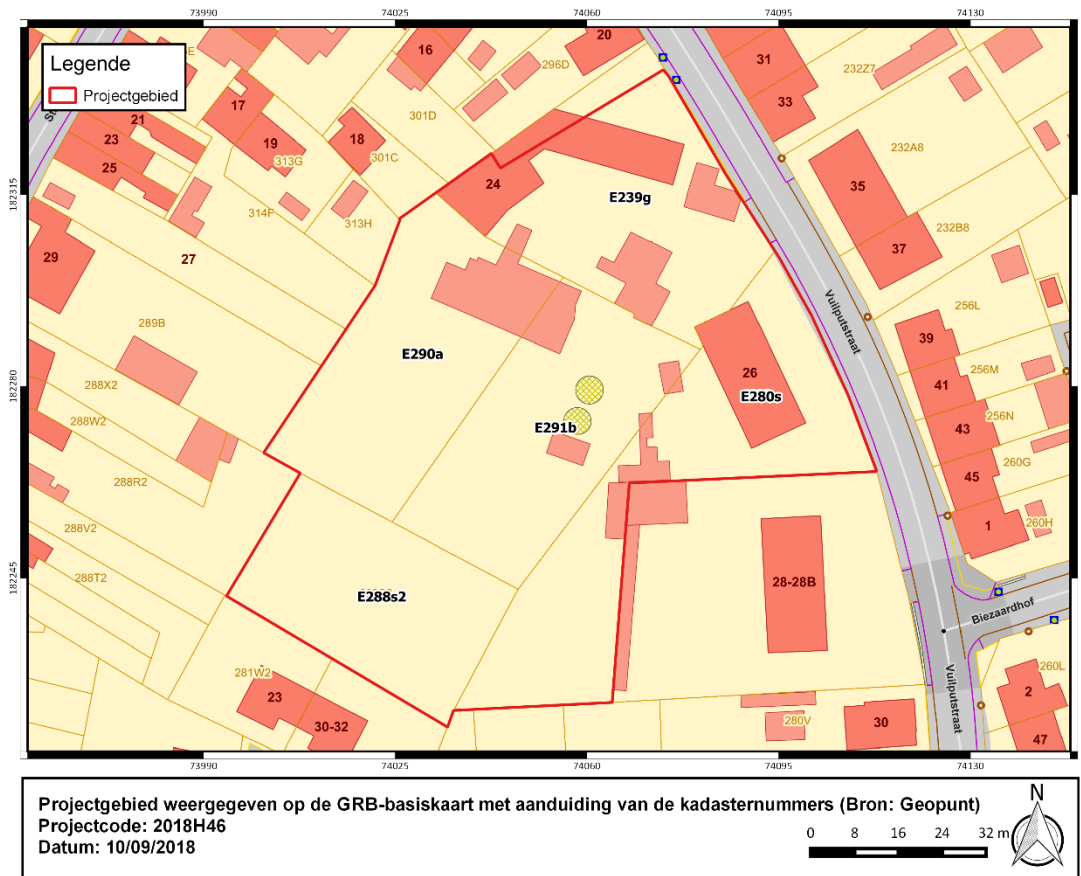 73990 74025 74060 74095 74130
Legende
Projectgebied
E
16
20
296D
31
33
232Z7
17
19
313G
301D
18
301C
St
21
23
25
314F
313H
24
E239g
232A8
35
37
232B8
182315
29
27
289B
Vuilputstraat
256L
39
E290a
182280
288X2
288W2
26
E280s
41
256M
43
256N
E291b
45
260G
288R2
1
260H
288V2
288T2
182245
28-28B
E288s2
Biezaardhof
281W2
23
30-32
Vuilputstraat
260L
2
280V
30
47
73990 74025 74060 74095 74130
Projectgebied weergegeven op de GRB-basiskaart met aanduiding van de kadasternummers (Bron: Geopunt)
Projectcode: 2018H46
Datum: 10/09/2018
0 8 16 24 32 m
N